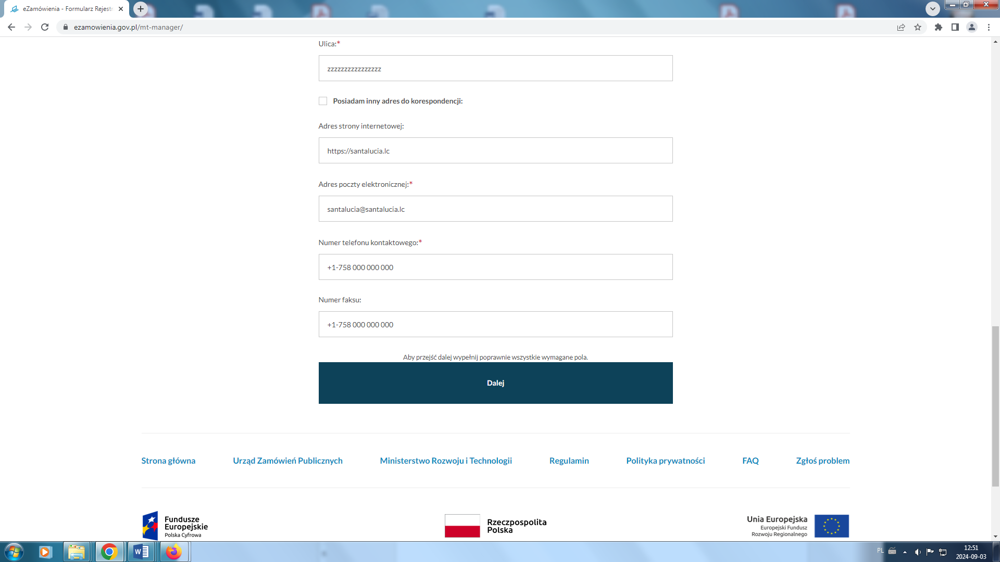 eZamówienia - Formularz Rejestr
ezamowienia.gov.pl/mt-manager/
Ulica:*
zzzzzzzzzzzzzzzz
Posiadam inny adres do korespondencji:
Adres strony internetowej:
https://santalucia.lc
Adres poczty elektronicznej:*
santalucia@santalucia.lc
Numer telefonu kontaktowego:*
+1-758 000 000 000
Numer faksu:
+1-758 000 000 000
Aby przejść dalej wypełnij poprawnie wszystkie wymagane pola.
Dalej
Strona główna Urząd Zamówień Publicznych Ministerstwo Rozwoju i Technologii Regulamin Polityka prywatności FAQ Zgłoś problem
Fundusze
Europejskie
Polska Cyfrowa
Rzeczpospolita
Polska
Unia Europejska
Europejski Fundusz
Rozwoju Regionalnego
PL
12:51
2024-09-03